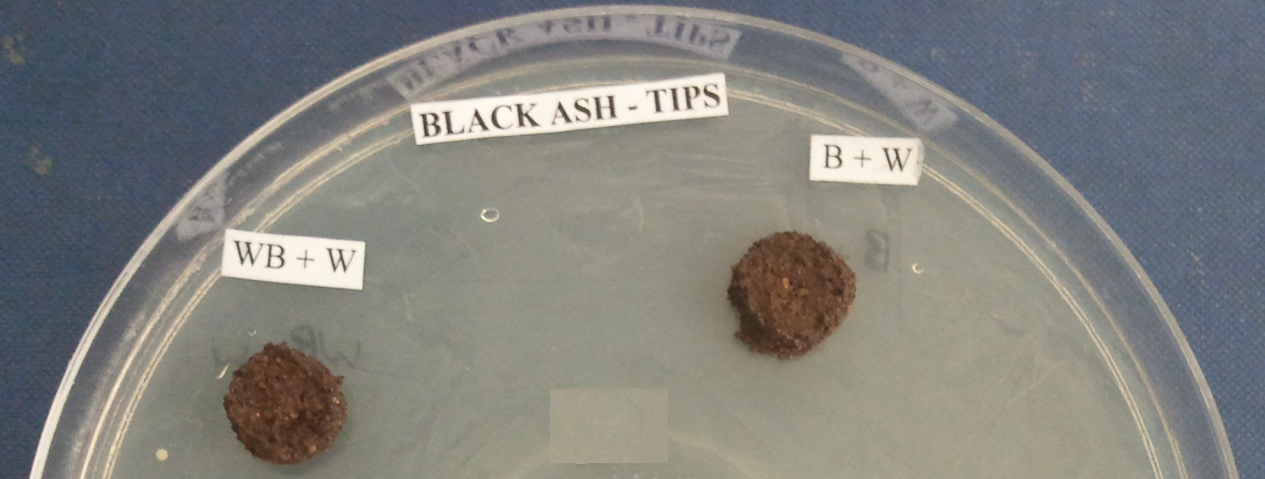 BLACK ASH - TIPS
B + W
WB + W